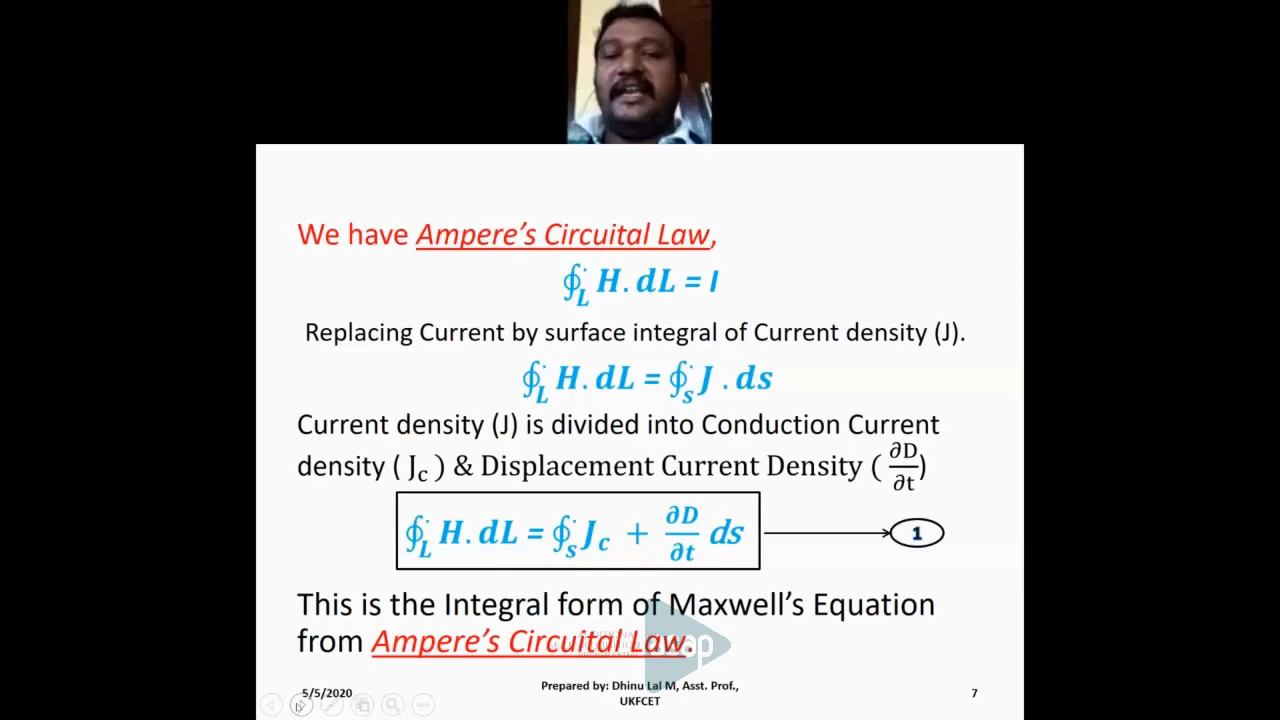 We have Ampere's Circuital Law,
∮L H. dL = I
Replacing Current by surface integral of Current density (J).
∮L H. dL = ∮s J . ds
Current density (J) is divided into Conduction Current
density ( Jc ) & Displacement Current Density ( ∂D/∂t )
∮L H. dL = ∮s Jc + ∂D/∂t ds
1
This is the Integral form of Maxwell's Equation
from Ampere's Circuital Law.
5/5/2020
Prepared by: Dhinu Lal M, Asst. Prof.,
UKFCET
7